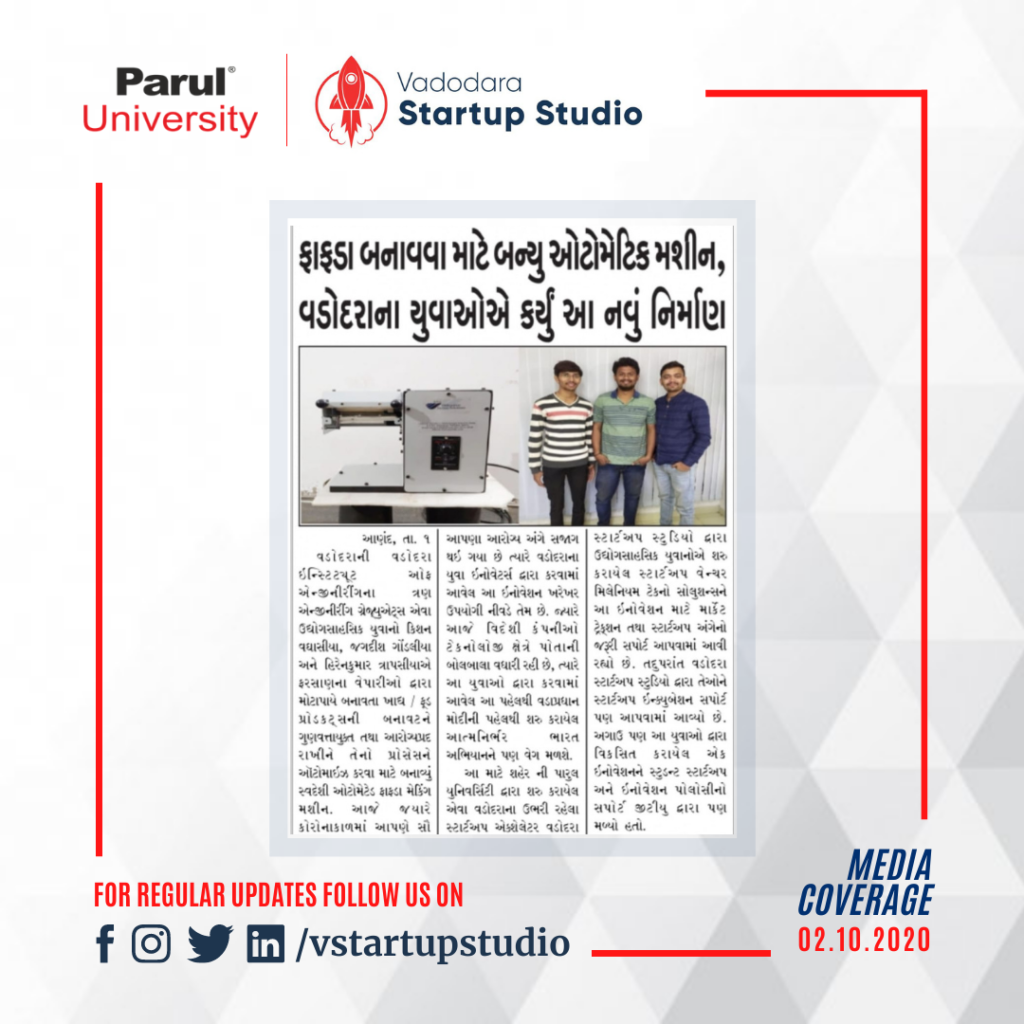 Parul®
University
Vadodara
Startup Studio
ફાફડા બનાવવા માટે બન્યુ ઓટોમેટિક મશીન,
વડોદરાના યુવાઓએ કર્યું આ નવું નિર્માણ
આણંદ, તા. ૧
વડોદરાની વડોદરા
ઈન્સ્ટિટયૂટ ઓફ
એન્જીનીરીંગના ત્રણ
એન્જીનીરીંગ ગ્રેજ્યુએટ્સ એવા
ઉદ્યોગસાહસિક યુવાનો કિશન
વઘાસીયા, જગદીશ ગોંડલીયા
અને હિરેનકુમાર ત્રાપસીયાએ
ફરસાણના વેપારીઓ દ્વારા
મોટાપાયે બનાવતા ખાદ્ય / ફૂડ
પ્રોડક્ટ્સની બનાવટને
ગુણવત્તાયુક્ત તથા આરોગ્યપ્રદ
રાખીને તેનો પ્રોસેસને
ઑટોમાઈઝ કરવા માટે બનાવ્યું
સ્વદેશી ઓટોમેટેડ ફાફડા મેકિંગ
મશીન. આજે જયારે
કોરોનાકાળમાં આપણે સૌ
આપણા આરોગ્ય અંગે સજાગ
થઇ ગયા છે ત્યારે વડોદરાના
યુવા ઈનોવેટર્સ દ્વારા કરવામાં
આવેલ આ ઈનોવેશન ખરેખર
ઉપયોગી નીવડે તેમ છે. જ્યારે
આજે વિદેશી કંપનીઓ
ટેકનોલોજી ક્ષેત્રે પોતાની
બોલબાલા વધારી રહી છે, ત્યારે
આ યુવાઓ દ્વારા કરવામાં
આવેલ આ પહેલથી વડાપ્રધાન
મોદીની પહેલથી શરુ કરાયેલ
આત્મનિર્ભર ભારત
અભિયાનને પણ વેગ મળશે.
આ માટે શહેર ની પારુલ
યુનિવર્સિટી દ્વારા શરુ કરાયેલ
એવા વડોદરાના ઉભરી રહેલા
સ્ટાર્ટઅપ એક્શેલેટર વડોદરા
સ્ટાર્ટઅપ સ્ટુડિયો દ્વારા
ઉદ્યોગસાહસિક યુવાનોએ શરુ
કરાયેલ સ્ટાર્ટઅપ વેન્ચર
મિલેનિયમ ટેકનો સોલુશન્સને
આ ઈનોવેશન માટે માર્કેટ
ટ્રેકશન તથા સ્ટાર્ટઅપ અંગેનો
જરૂરી સપોર્ટ આપવામાં આવી
રહ્યો છે. તદુપરાંત વડોદરા
સ્ટાર્ટઅપ સ્ટુડિયો દ્વારા તેઓને
સ્ટાર્ટઅપ ઈન્ક્યુબેશન સપોર્ટ
પણ આપવામાં આવ્યો છે.
અગાઉ પણ આ યુવાઓ દ્વારા
વિકસિત કરાયેલ એક
ઈનોવેશનને સ્ટુડન્ટ સ્ટાર્ટઅપ
અને ઈનોવેશન પોલીસીનો
સપોર્ટ જીટીયુ દ્વારા પણ
મળ્યો હતો.
FOR REGULAR UPDATES FOLLOW US ON
/vstartupstudio
MEDIA
COVERAGE
02.10.2020